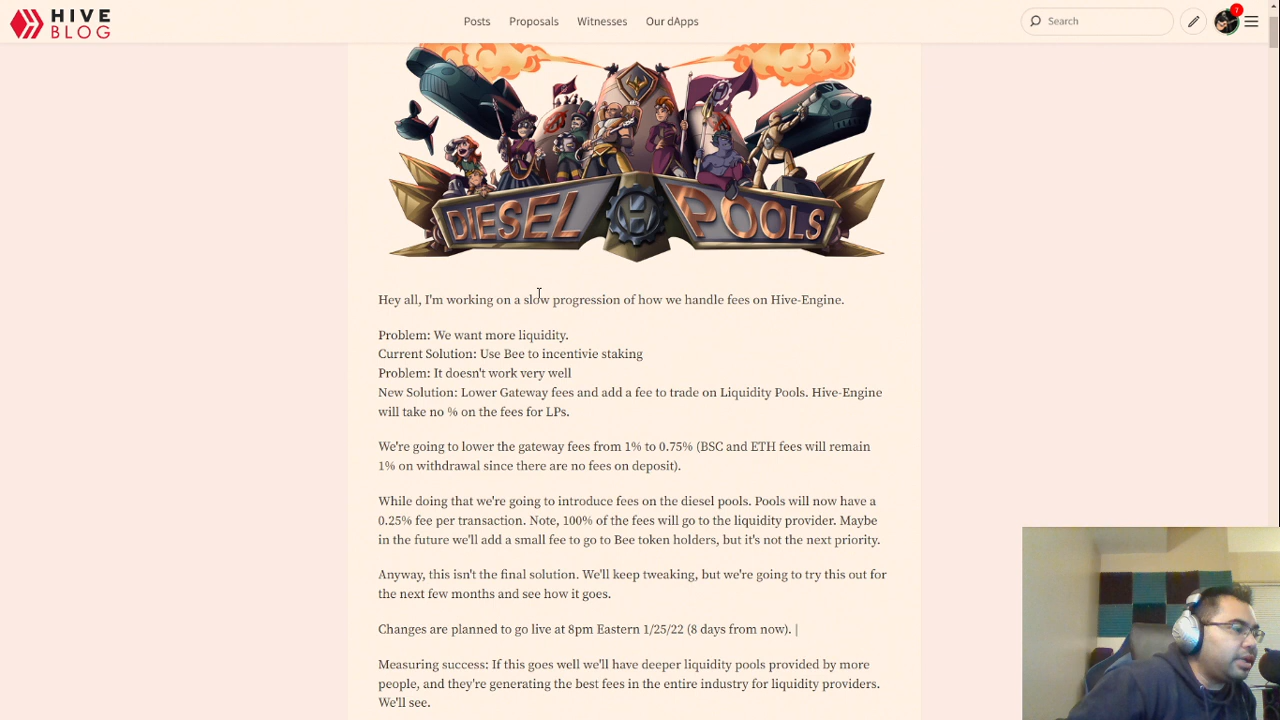 HIVE
BLOG
Posts
Proposals
Witnesses
Our dApps
Search
7
DIESEL POOLS
Hey all, I'm working on a slow progression of how we handle fees on Hive-Engine.
Problem: We want more liquidity.
Current Solution: Use Bee to incentivie staking
Problem: It doesn't work very well
New Solution: Lower Gateway fees and add a fee to trade on Liquidity Pools. Hive-Engine
will take no % on the fees for LPs.
We're going to lower the gateway fees from 1% to 0.75% (BSC and ETH fees will remain
1% on withdrawal since there are no fees on deposit).
While doing that we're going to introduce fees on the diesel pools. Pools will now have a
0.25% fee per transaction. Note, 100% of the fees will go to the liquidity provider. Maybe
in the future we'll add a small fee to go to Bee token holders, but it's not the next priority.
Anyway, this isn't the final solution. We'll keep tweaking, but we're going to try this out for
the next few months and see how it goes.
Changes are planned to go live at 8pm Eastern 1/25/22 (8 days from now). |
Measuring success: If this goes well we'll have deeper liquidity pools provided by more
people, and they're generating the best fees in the entire industry for liquidity providers.
We'll see.